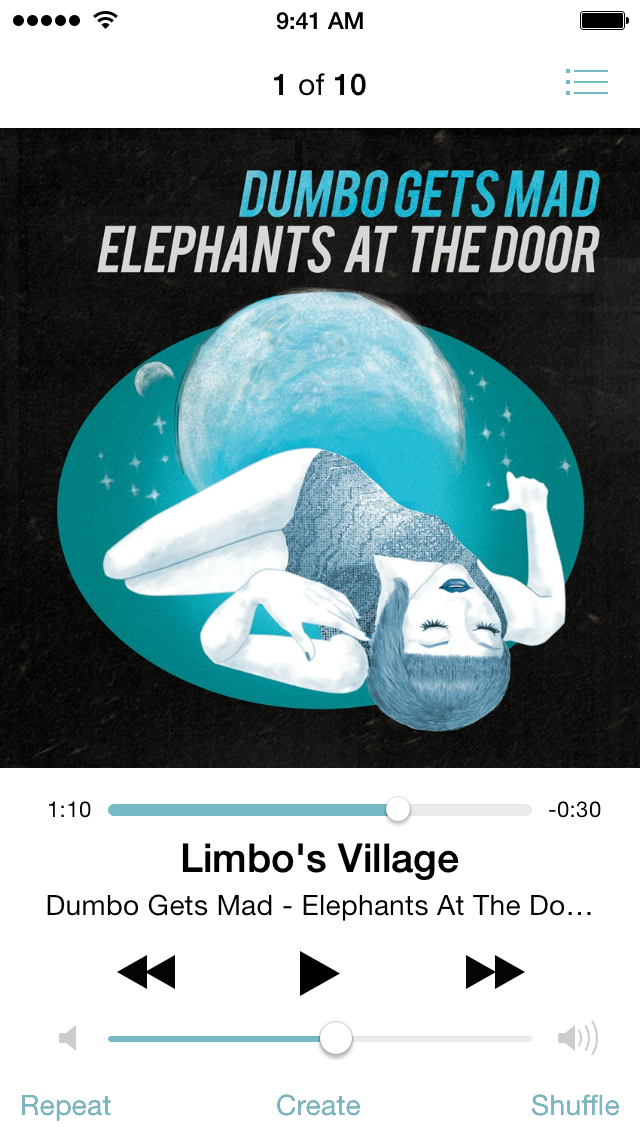 9:41 AM
1 of 10
DUMBO GETS MAD
ELEPHANTS AT THE DOOR
1:10 -0:30
Limbo's Village
Dumbo Gets Mad - Elephants At The Do...
Repeat Create Shuffle